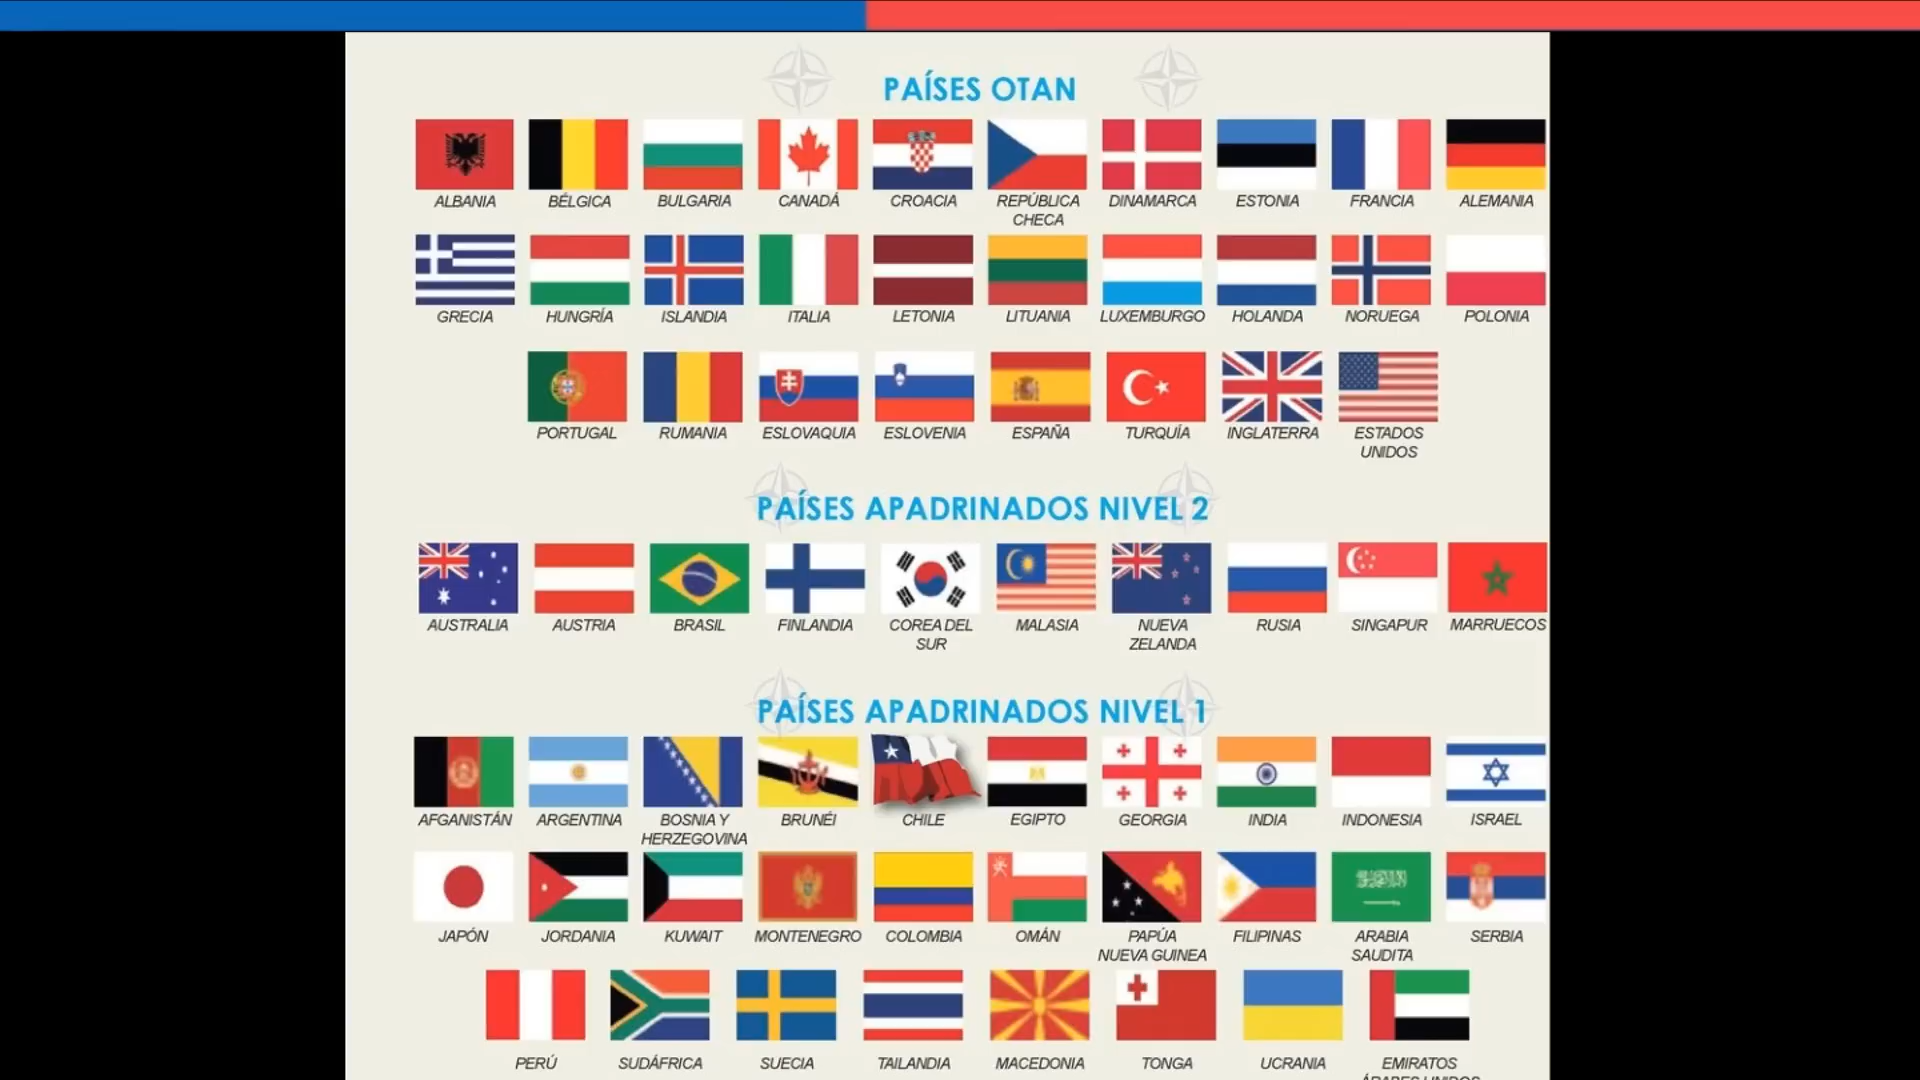 PAÍSES OTAN
ALBANIA BÉLGICA BULGARIA CANADÁ CROACIA REPÚBLICA CHECA DINAMARCA ESTONIA FRANCIA ALEMANIA
GRECIA HUNGRÍA ISLANDIA ITALIA LETONIA LITUANIA LUXEMBURGO HOLANDA NORUEGA POLONIA
PORTUGAL RUMANIA ESLOVAQUIA ESLOVENIA ESPAÑA TURQUÍA INGLATERRA ESTADOS UNIDOS
PAÍSES APADRINADOS NIVEL 2
AUSTRALIA AUSTRIA BRASIL FINLANDIA COREA DEL SUR MALASIA NUEVA ZELANDA RUSIA SINGAPUR MARRUECOS
PAÍSES APADRINADOS NIVEL 1
AFGANISTÁN ARGENTINA BOSNIA Y HERZEGOVINA BRUNÉI CHILE EGIPTO GEORGIA INDIA INDONESIA ISRAEL
JAPÓN JORDANIA KUWAIT MONTENEGRO COLOMBIA OMÁN PAPÚA NUEVA GUINEA FILIPINAS ARABIA SAUDITA SERBIA
PERÚ SUDÁFRICA SUECIA TAILANDIA MACEDONIA TONGA UCRANIA EMIRATOS